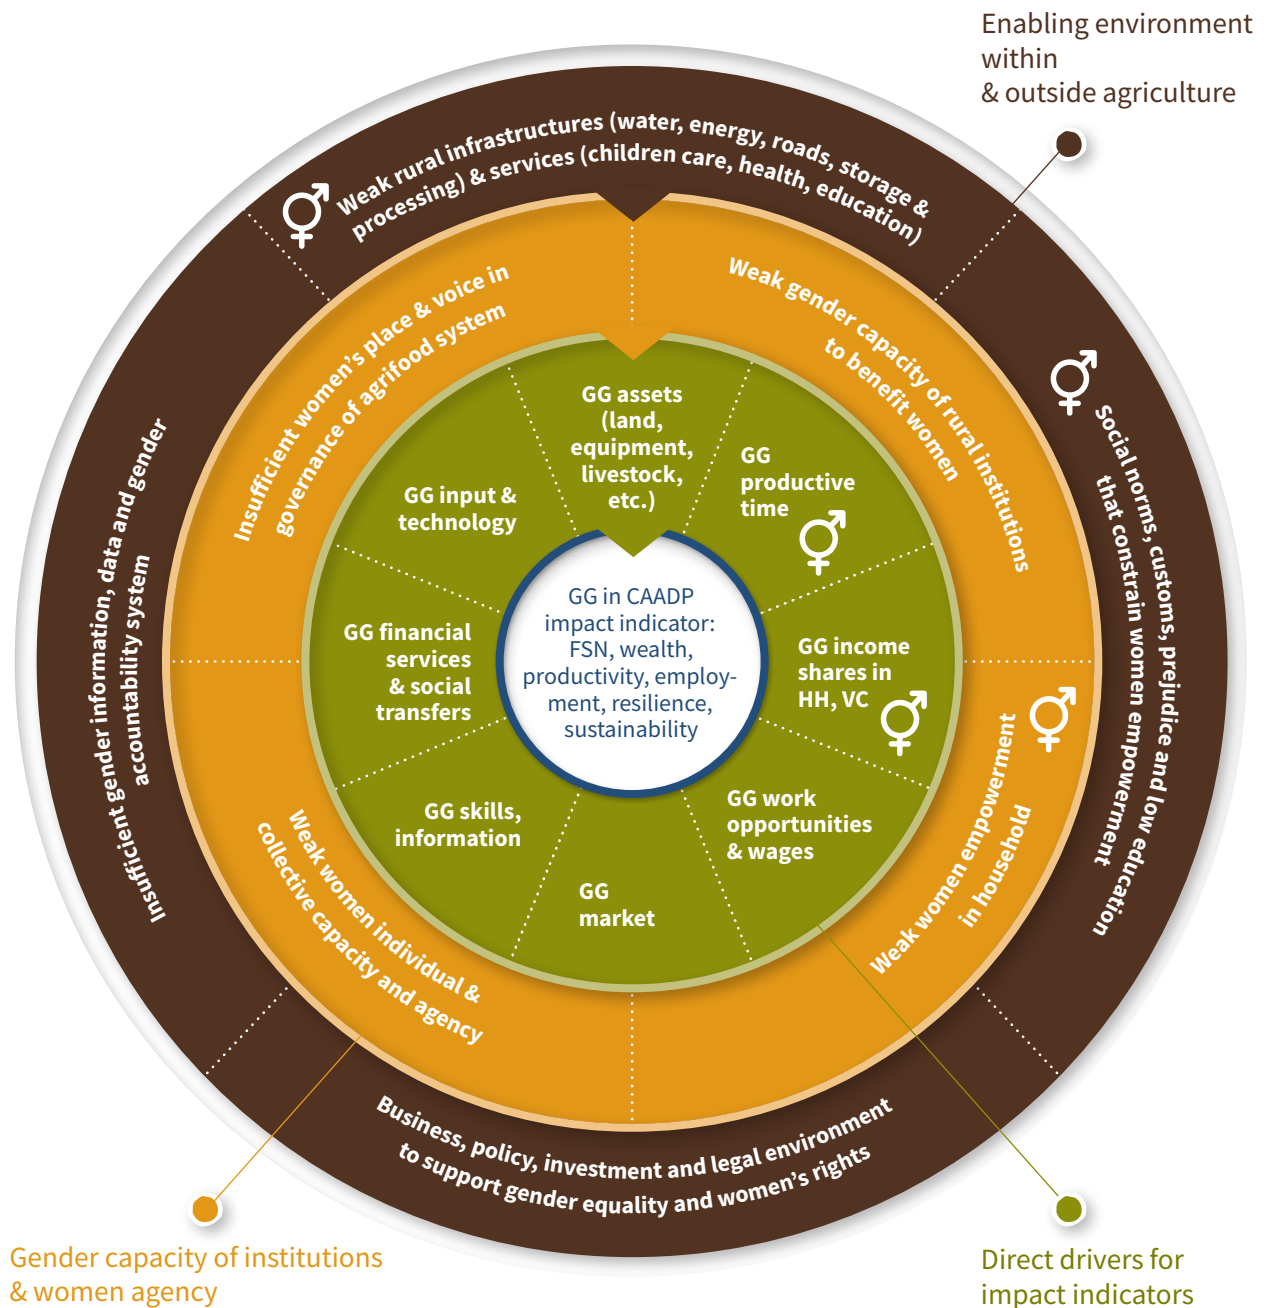 Enabling environment
within
& outside agriculture
Weak rural infrastructures (water, energy, roads, storage &
processing) & services (children care, health, education)
Social norms, customs, prejudice and low education
that constrain women empowerment
Business, policy, investment and legal environment
to support gender equality and women's rights
Insufficient gender information, data and gender
accountability system
Insufficient women’s place & voice in
governance of agrifood system
Weak gender capacity of rural institutions
to benefit women
Weak women empowerment
in household
Weak women individual &
collective capacity and agency
GG assets
(land,
equipment,
livestock,
etc.)
GG
productive
time
GG income
shares in
HH, VC
GG work
opportunities
& wages
GG
market
GG skills,
information
GG financial
services
& social
transfers
GG input &
technology
GG in CAADP
impact indicator:
FSN, wealth,
productivity, employ-
ment, resilience,
sustainability
Gender capacity of institutions
& women agency
Direct drivers for
impact indicators